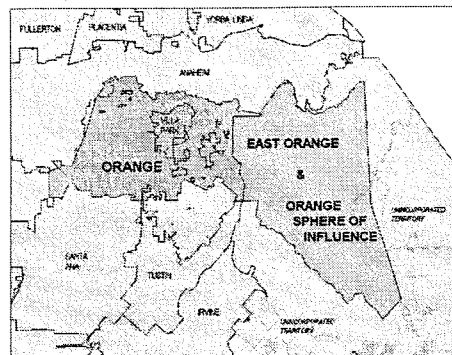 FULLERTON
PLACENTIA
YORBA LINDA
ANAHEIM
VILLA
PARK
ORANGE
EAST ORANGE
&
ORANGE
SPHERE OF
INFLUENCE
UNINCORPORATED
TERRITORY
SANTA
ANA
TUSTIN
IRVINE
UNINCORPORATED
TERRITORY